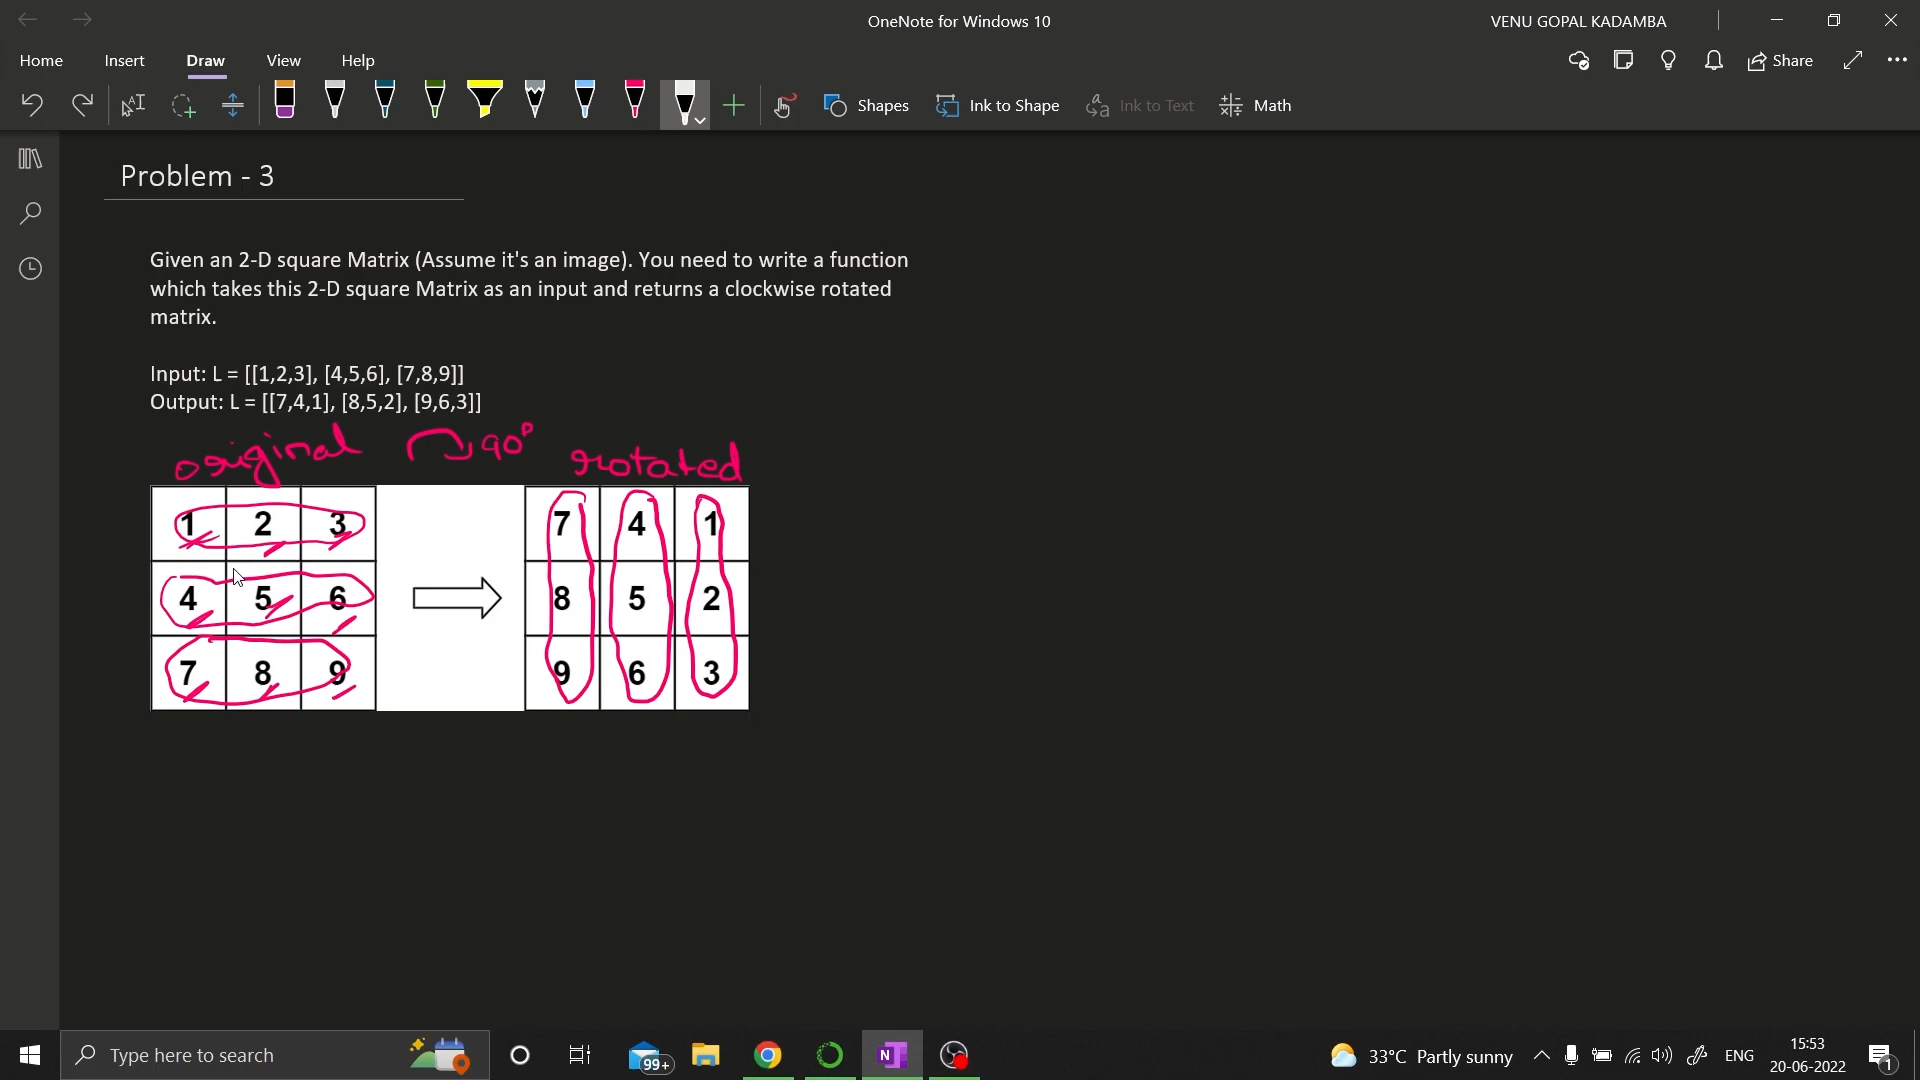 OneNote for Windows 10
VENU GOPAL KADAMBA
Home Insert Draw View Help
Share
Shapes Ink to Shape Ink to Text Math
Problem - 3
Given an 2-D square Matrix (Assume it's an image). You need to write a function
which takes this 2-D square Matrix as an input and returns a clockwise rotated
matrix.
Input: L = [[1,2,3], [4,5,6], [7,8,9]]
Output: L = [[7,4,1], [8,5,2], [9,6,3]]
original 90° rotated
1 2 3 7 4 1
4 5 6 8 5 2
7 8 9 9 6 3
Type here to search
99+
N
33°C Partly sunny
ENG
15:53
20-06-2022
1